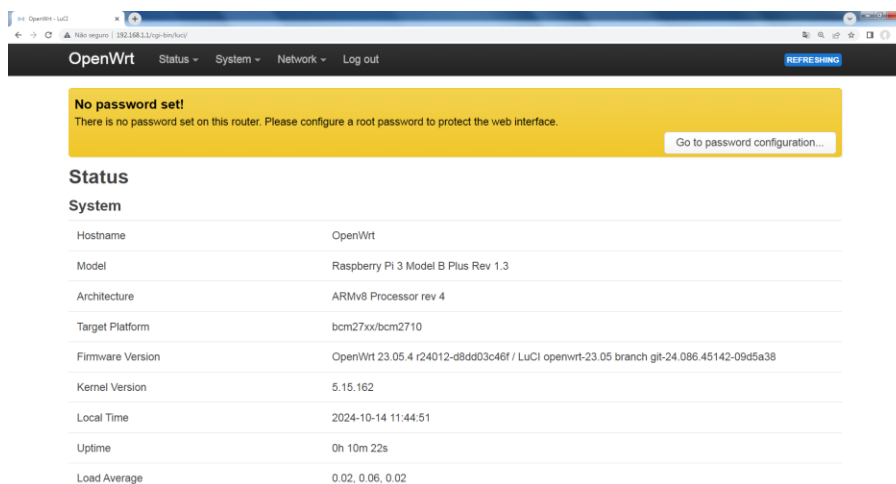 OpenWrt - LuCI
Não seguro | 192.168.1.1/cgi-bin/luci/
OpenWrt Status System Network Log out REFRESHING
No password set!
There is no password set on this router. Please configure a root password to protect the web interface.
Go to password configuration...
Status
System
Hostname OpenWrt
Model Raspberry Pi 3 Model B Plus Rev 1.3
Architecture ARMv8 Processor rev 4
Target Platform bcm27xx/bcm2710
Firmware Version OpenWrt 23.05.4 r24012-d8dd03c46f / LuCI openwrt-23.05 branch git-24.086.45142-09d5a38
Kernel Version 5.15.162
Local Time 2024-10-14 11:44:51
Uptime 0h 10m 22s
Load Average 0.02, 0.06, 0.02